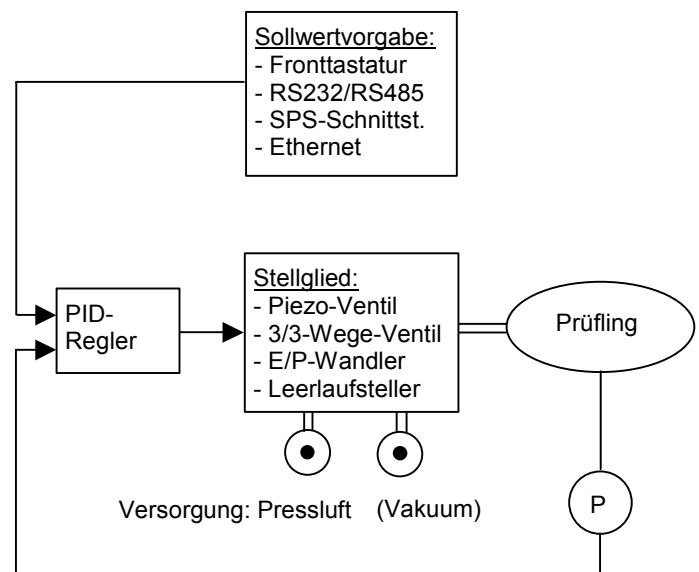 Sollwertvorgabe:
- Fronttastatur
- RS232/RS485
- SPS-Schnittst.
- Ethernet
PID-
Regler
Stellglied:
- Piezo-Ventil
- 3/3-Wege-Ventil
- E/P-Wandler
- Leerlaufsteller
Prüfling
Versorgung: Pressluft (Vakuum)
P